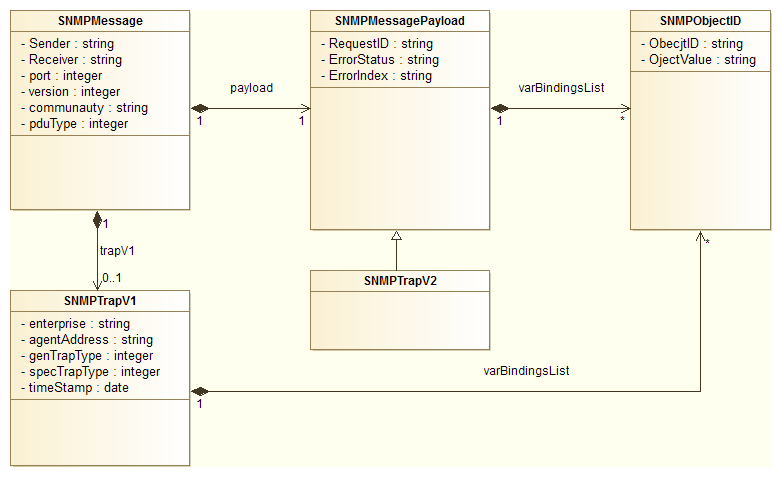 SNMPMessage
- Sender : string
- Receiver : string
- port : integer
- version : integer
- communauty : string
- pduType : integer
payload
1
1
SNMPMessagePayload
- RequestID : string
- ErrorStatus : string
- ErrorIndex : string
varBindingsList
1
*
SNMPObjectID
- ObecjtID : string
- OjectValue : string
1
trapV1
0..1
SNMPTrapV2
*
SNMPTrapV1
- enterprise : string
- agentAddress : string
- genTrapType : integer
- specTrapType : integer
- timeStamp : date
varBindingsList
1